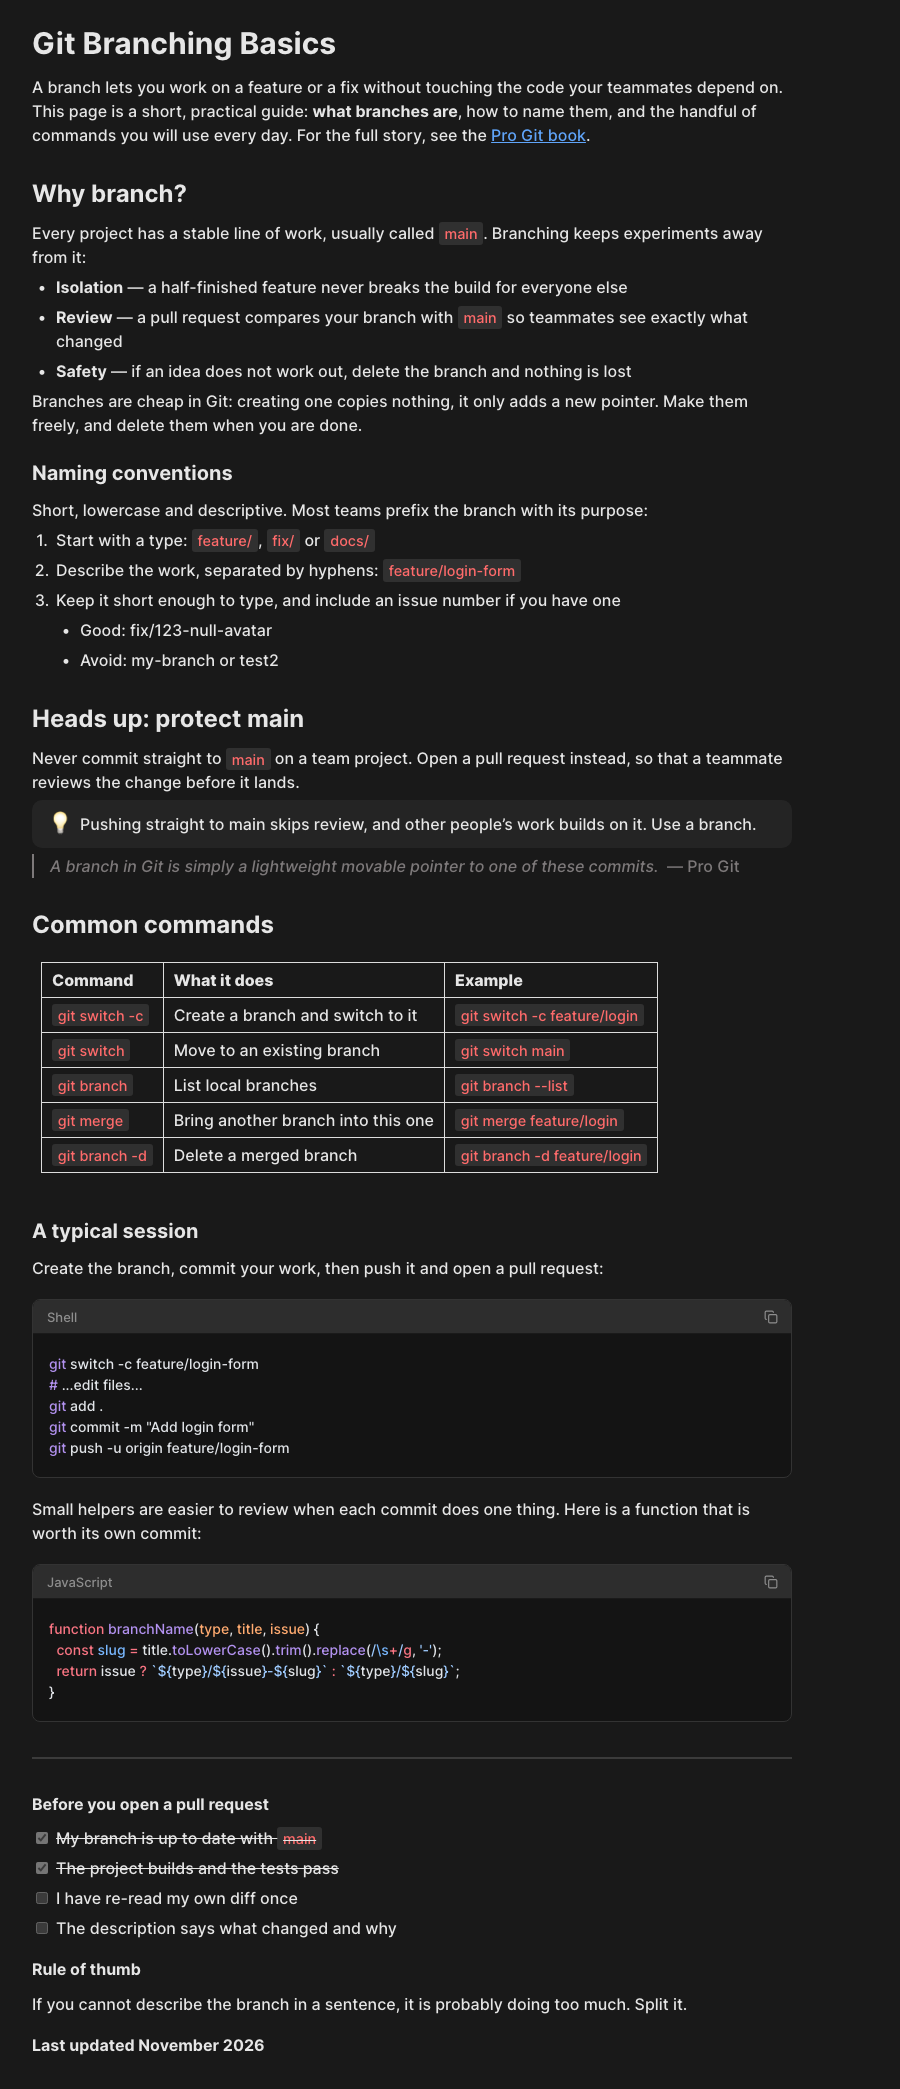 Git Branching Basics
A branch lets you work on a feature or a fix without touching the code your teammates depend on.
This page is a short, practical guide: what branches are, how to name them, and the handful of
commands you will use every day. For the full story, see the Pro Git book.
Why branch?
Every project has a stable line of work, usually called main. Branching keeps experiments away
from it:
• Isolation — a half-finished feature never breaks the build for everyone else
• Review — a pull request compares your branch with main so teammates see exactly what
changed
• Safety — if an idea does not work out, delete the branch and nothing is lost
Branches are cheap in Git: creating one copies nothing, it only adds a new pointer. Make them
freely, and delete them when you are done.
Naming conventions
Short, lowercase and descriptive. Most teams prefix the branch with its purpose:
1. Start with a type: feature/, fix/ or docs/
2. Describe the work, separated by hyphens: feature/login-form
3. Keep it short enough to type, and include an issue number if you have one
• Good: fix/123-null-avatar
• Avoid: my-branch or test2
Heads up: protect main
Never commit straight to main on a team project. Open a pull request instead, so that a teammate
reviews the change before it lands.
💡 Pushing straight to main skips review, and other people’s work builds on it. Use a branch.
A branch in Git is simply a lightweight movable pointer to one of these commits. — Pro Git
Common commands
Command What it does Example
git switch -c Create a branch and switch to it git switch -c feature/login
git switch Move to an existing branch git switch main
git branch List local branches git branch --list
git merge Bring another branch into this one git merge feature/login
git branch -d Delete a merged branch git branch -d feature/login
A typical session
Create the branch, commit your work, then push it and open a pull request:
Shell
git switch -c feature/login-form
# ...edit files...
git add .
git commit -m "Add login form"
git push -u origin feature/login-form
Small helpers are easier to review when each commit does one thing. Here is a function that is
worth its own commit:
JavaScript
function branchName(type, title, issue) {
  const slug = title.toLowerCase().trim().replace(/\s+/g, '-');
  return issue ? `${type}/${issue}-${slug}` : `${type}/${slug}`;
}
Before you open a pull request
My branch is up to date with main
The project builds and the tests pass
I have re-read my own diff once
The description says what changed and why
Rule of thumb
If you cannot describe the branch in a sentence, it is probably doing too much. Split it.
Last updated November 2026